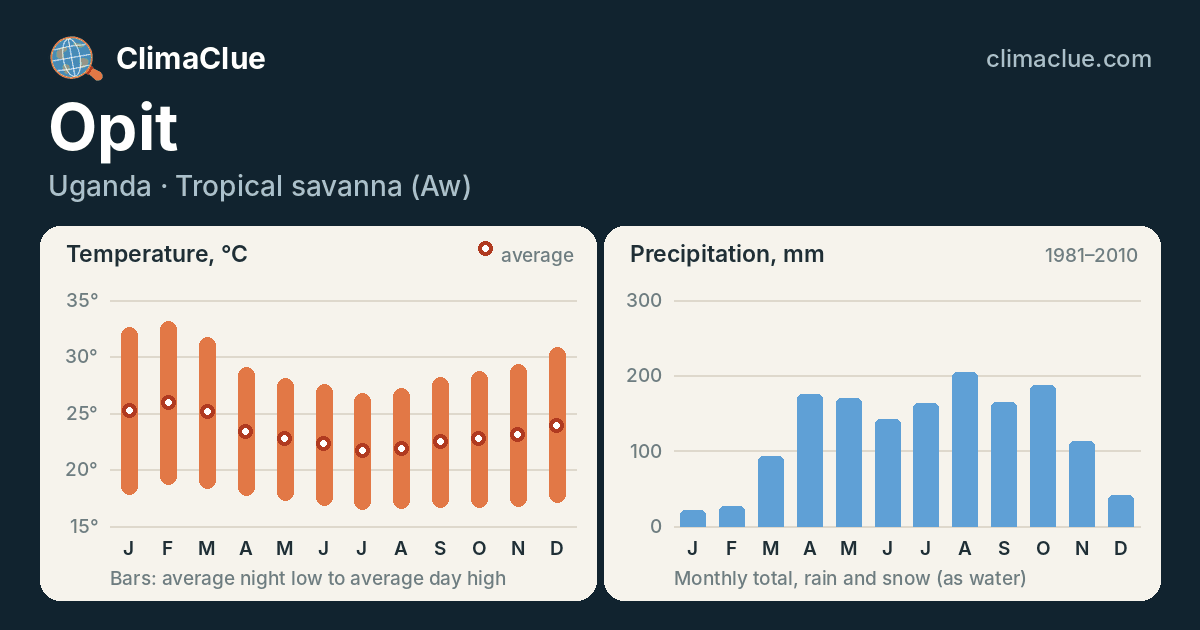 ClimaClue
climaclue.com
Opit
Uganda · Tropical savanna (Aw)
Temperature, °C
average
35°
30°
25°
20°
15°
J F M A M J J A S O N D
Bars: average night low to average day high
Precipitation, mm
1981–2010
300
200
100
0
J F M A M J J A S O N D
Monthly total, rain and snow (as water)